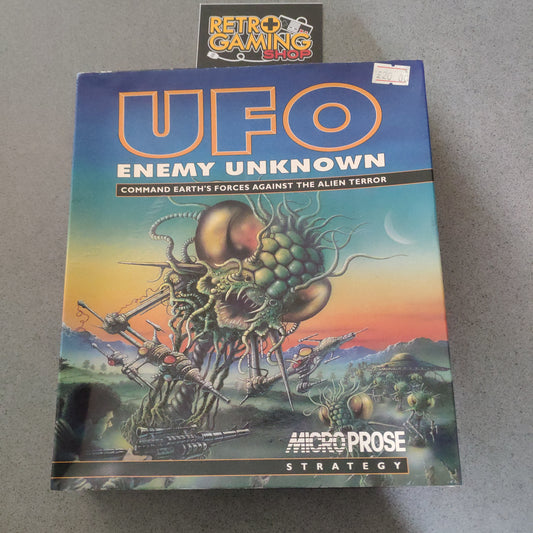 RETRO
GAMING
SHOP
UFO
ENEMY UNKNOWN
COMMAND EARTH'S FORCES AGAINST THE ALIEN TERROR
MICROPROSE
STRATEGY